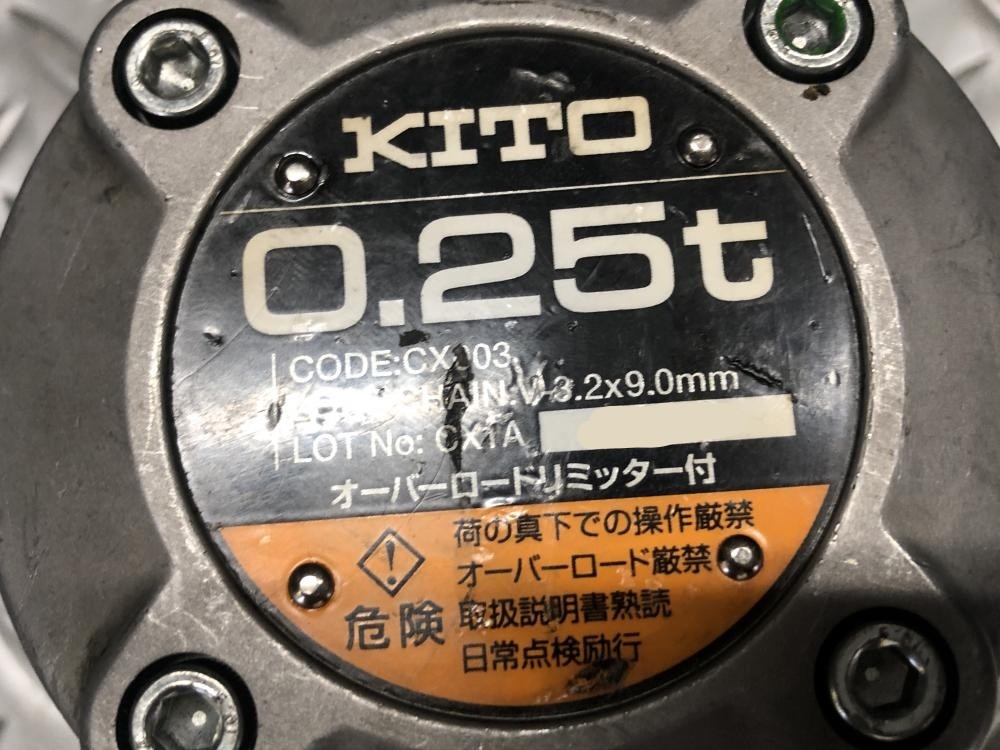 KITO
0.25t
CODE:CX003
CHAIN:V-3.2x9.0mm
LOT No: CX1A
オーバーロードリミッター付
荷の真下での操作厳禁
オーバーロード厳禁
危険 取扱説明書熟読
日常点検励行